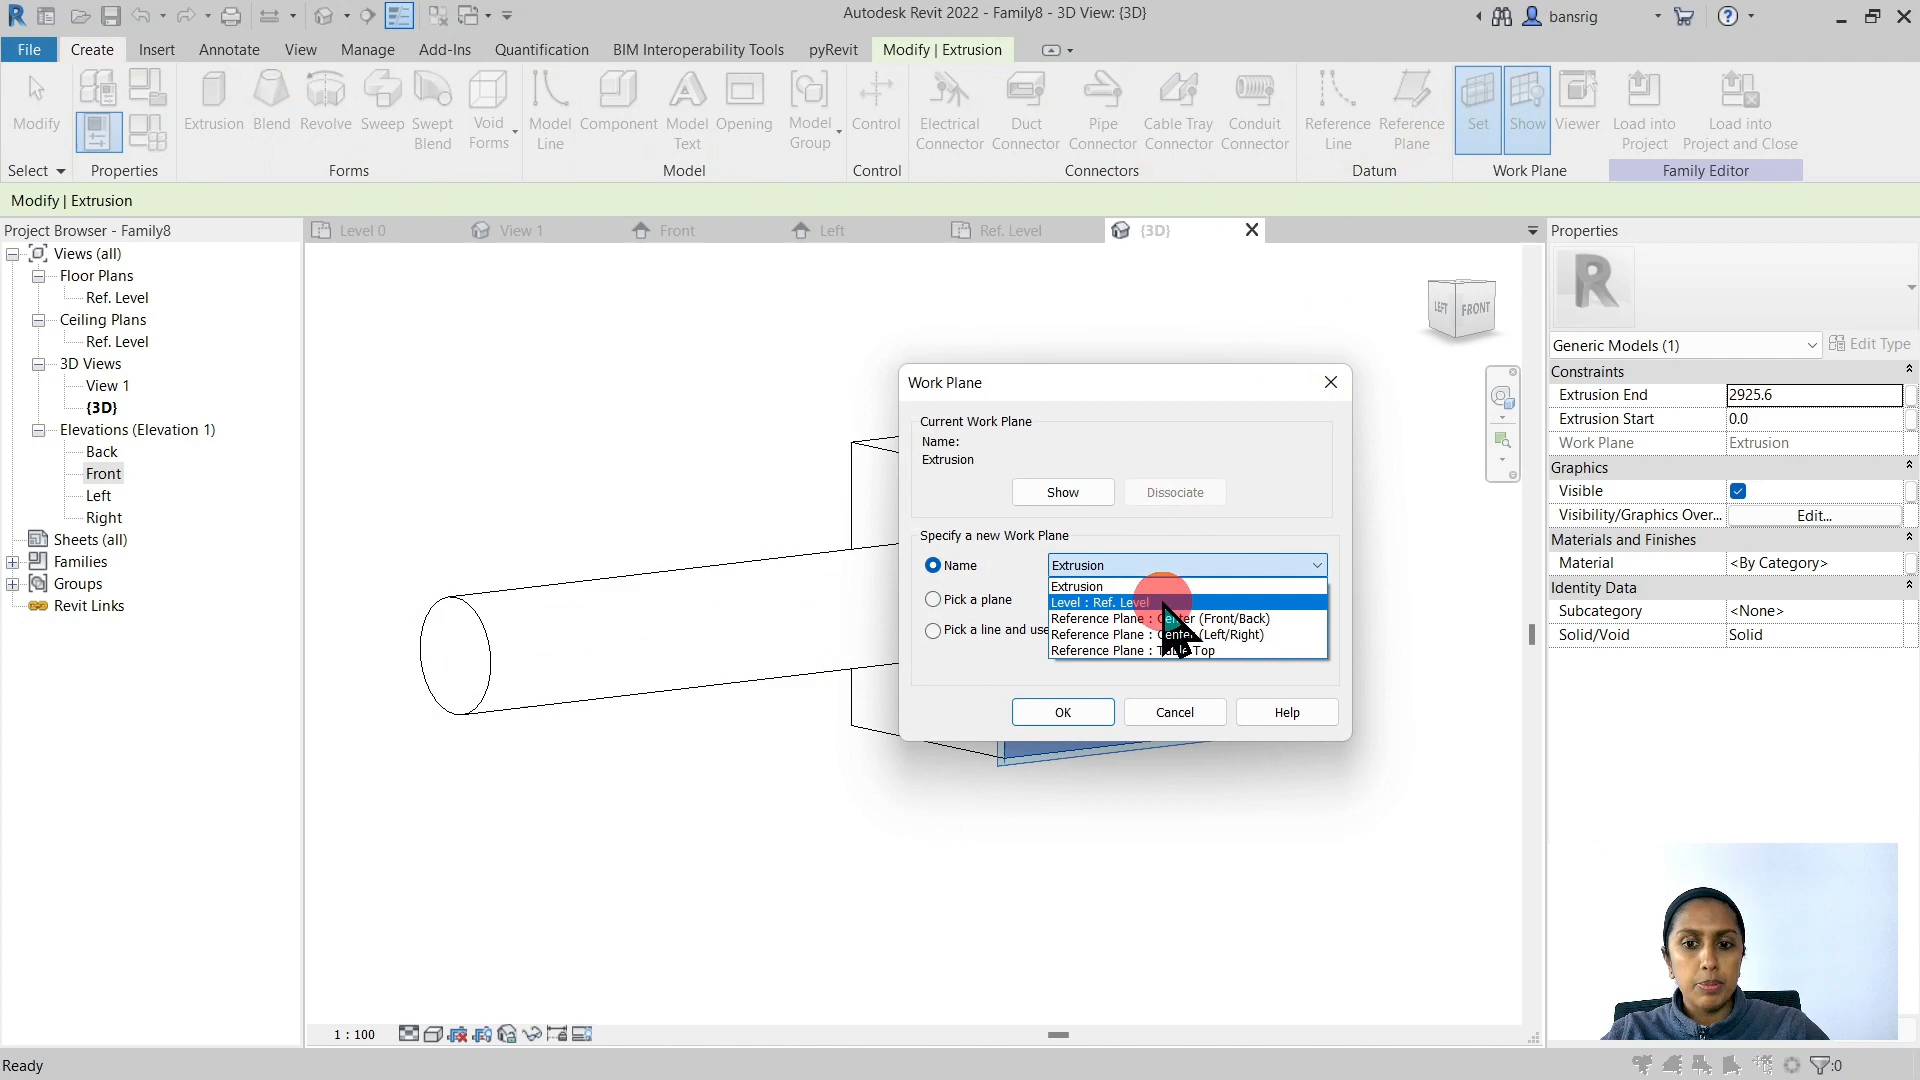 Autodesk Revit 2022 - Family8 - 3D View: {3D}
bansrig
File Create Insert Annotate View Manage Add-Ins Quantification BIM Interoperability Tools pyRevit Modify | Extrusion
Modify Extrusion Blend Revolve Sweep Swept Blend Void Forms Model Line Component Model Text Opening Model Group Control Electrical Connector Duct Connector Pipe Connector Cable Tray Connector Conduit Connector Reference Line Reference Plane Set Show Viewer Load into Project Load into Project and Close
Select Properties Forms Model Control Connectors Datum Work Plane Family Editor
Modify | Extrusion
Project Browser - Family8
Views (all)
Floor Plans
Ref. Level
Ceiling Plans
Ref. Level
3D Views
View 1
{3D}
Elevations (Elevation 1)
Back
Front
Left
Right
Sheets (all)
Families
Groups
Revit Links
Level 0 View 1 Front Left Ref. Level {3D}
LEFT FRONT
Work Plane
Current Work Plane
Name:
Extrusion
Show Dissociate
Specify a new Work Plane
Name Extrusion
Extrusion
Level : Ref. Level
Reference Plane : Center (Front/Back)
Reference Plane : Center (Left/Right)
Reference Plane : Table Top
Pick a plane
Pick a line and use
OK Cancel Help
Properties
R
Generic Models (1) Edit Type
Constraints
Extrusion End 2925.6
Extrusion Start 0.0
Work Plane Extrusion
Graphics
Visible
Visibility/Graphics Over... Edit...
Materials and Finishes
Material <By Category>
Identity Data
Subcategory <None>
Solid/Void Solid
1 : 100
Ready
:0